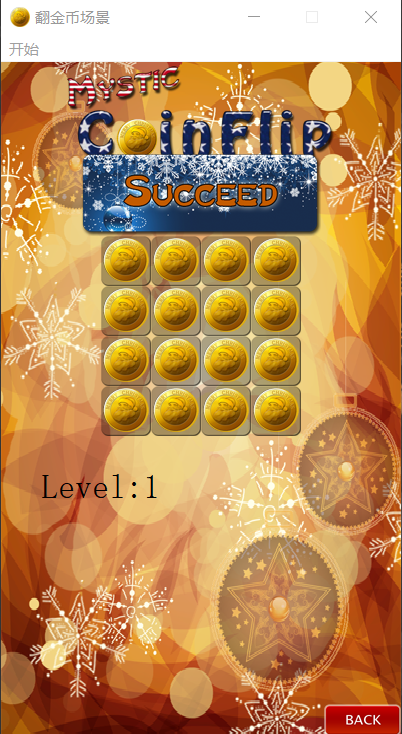 翻金币场景
开始
MYSTIC
CoinFlip
SUCCEED
Level:1
BACK